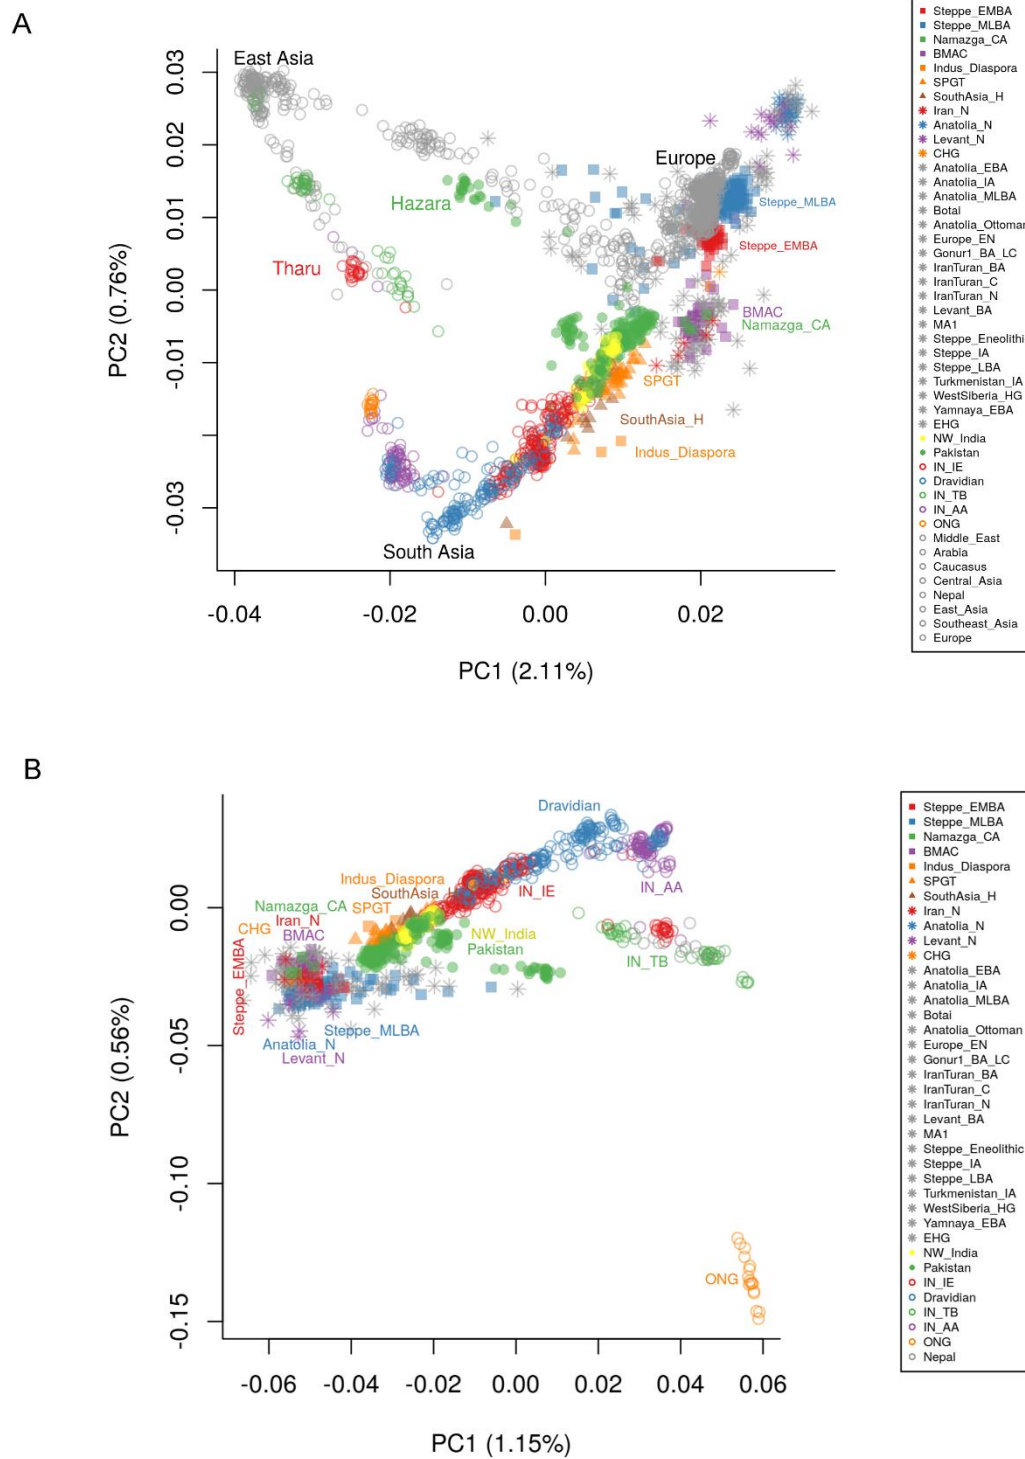 A
East Asia
Europe
Hazara
Tharu
Steppe_MLBA
Steppe_EMBA
BMAC
Namazga_CA
SPGT
SouthAsia_H
Indus_Diaspora
South Asia
PC2 (0.76%)
0.03
0.02
0.01
0.00
-0.01
-0.03
-0.04
-0.02
0.00
0.02
PC1 (2.11%)
Steppe_EMBA
Steppe_MLBA
Namazga_CA
BMAC
Indus_Diaspora
SPGT
SouthAsia_H
Iran_N
Anatolia_N
Levant_N
CHG
Anatolia_EBA
Anatolia_IA
Anatolia_MLBA
Botai
Anatolia_Ottoman
Europe_EN
Gonur1_BA_LC
IranTuran_BA
IranTuran_C
IranTuran_N
Levant_BA
MA1
Steppe_Eneolithi
Steppe_IA
Steppe_LBA
Turkmenistan_IA
WestSiberia_HG
Yamnaya_EBA
EHG
NW_India
Pakistan
IN_IE
Dravidian
IN_TB
IN_AA
ONG
Middle_East
Arabia
Caucasus
Central_Asia
Nepal
East_Asia
Southeast_Asia
Europe
B
Dravidian
Indus_Diaspora
SouthAsia_H
IN_IE
IN_AA
Namazga_CA
SPGT
Iran_N
CHG
BMAC
NW_India
Pakistan
IN_TB
Steppe_EMBA
Steppe_MLBA
Anatolia_N
Levant_N
ONG
PC2 (0.56%)
0.00
-0.05
-0.10
-0.15
-0.06
-0.04
-0.02
0.00
0.02
0.04
0.06
PC1 (1.15%)
Steppe_EMBA
Steppe_MLBA
Namazga_CA
BMAC
Indus_Diaspora
SPGT
SouthAsia_H
Iran_N
Anatolia_N
Levant_N
CHG
Anatolia_EBA
Anatolia_IA
Anatolia_MLBA
Botai
Anatolia_Ottoman
Europe_EN
Gonur1_BA_LC
IranTuran_BA
IranTuran_C
IranTuran_N
Levant_BA
MA1
Steppe_Eneolithic
Steppe_IA
Steppe_LBA
Turkmenistan_IA
WestSiberia_HG
Yamnaya_EBA
EHG
NW_India
Pakistan
IN_IE
Dravidian
IN_TB
IN_AA
ONG
Nepal